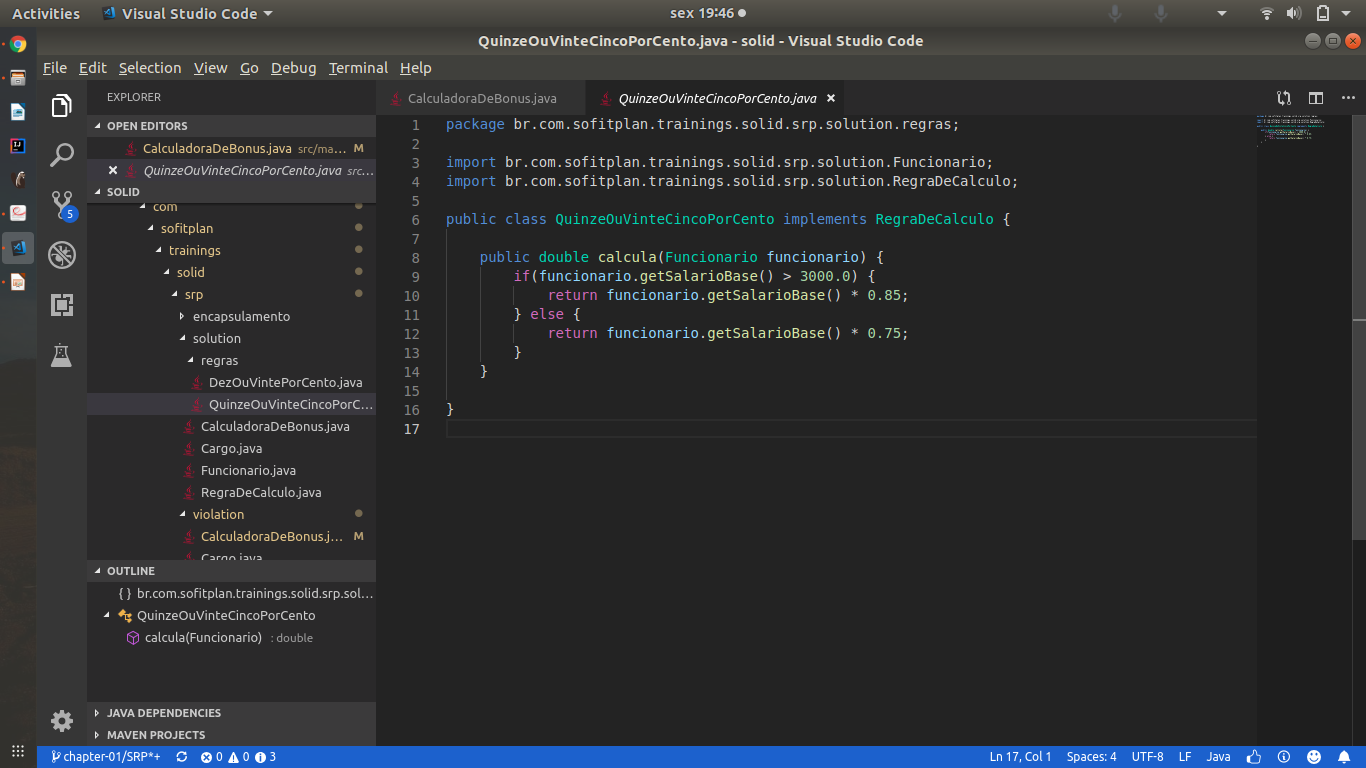 Activities Visual Studio Code sex 19:46
QuinzeOuVinteCincoPorCento.java - solid - Visual Studio Code
File Edit Selection View Go Debug Terminal Help
EXPLORER
OPEN EDITORS
CalculadoraDeBonus.java src/ma... M
QuinzeOuVinteCincoPorCento.java src...
SOLID
com
sofitplan
trainings
solid
srp
encapsulamento
solution
regras
DezOuVintePorCento.java
QuinzeOuVinteCincoPorC...
CalculadoraDeBonus.java
Cargo.java
Funcionario.java
RegraDeCalculo.java
violation
CalculadoraDeBonus.j... M
Cargo.java
OUTLINE
{ } br.com.sofitplan.trainings.solid.srp.sol...
QuinzeOuVinteCincoPorCento
calcula(Funcionario) : double
JAVA DEPENDENCIES
MAVEN PROJECTS
5
CalculadoraDeBonus.java QuinzeOuVinteCincoPorCento.java ×
1 package br.com.sofitplan.trainings.solid.srp.solution.regras;
2
3 import br.com.sofitplan.trainings.solid.srp.solution.Funcionario;
4 import br.com.sofitplan.trainings.solid.srp.solution.RegraDeCalculo;
5
6 public class QuinzeOuVinteCincoPorCento implements RegraDeCalculo {
7
8 public double calcula(Funcionario funcionario) {
9 if(funcionario.getSalarioBase() > 3000.0) {
10 return funcionario.getSalarioBase() * 0.85;
11 } else {
12 return funcionario.getSalarioBase() * 0.75;
13 }
14 }
15
16 }
17
chapter-01/SRP*+ 0 0 3 Ln 17, Col 1 Spaces: 4 UTF-8 LF Java